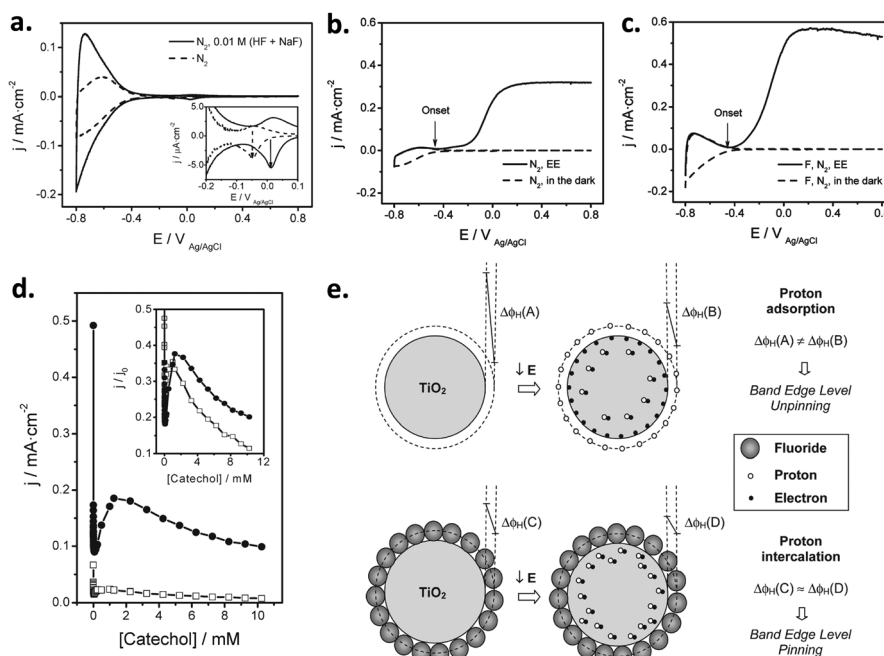 a.
0.2
0.1
0.0
-0.1
-0.2
j / mA·cm⁻²
N₂, 0.01 M (HF + NaF)
N₂
5.0
0.0
-5.0
j / µA·cm⁻²
-0.2
-0.1
0.0
0.1
E / V Ag/AgCl
-0.8
-0.4
0.0
0.4
0.8
E / V Ag/AgCl
b.
0.6
0.4
0.2
0.0
-0.2
j / mA·cm⁻²
Onset
N₂, EE
N₂, in the dark
-0.8
-0.4
0.0
0.4
0.8
E / V Ag/AgCl
c.
0.6
0.4
0.2
0.0
j / mA·cm⁻²
Onset
F, N₂, EE
F, N₂, in the dark
-0.8
-0.4
0.0
0.4
0.8
E / V Ag/AgCl
d.
0.5
0.4
0.3
0.2
0.1
0.0
j / mA·cm⁻²
0.5
0.4
0.3
0.2
0.1
j / j₀
0
2
4
6
8
10
12
[Catechol] / mM
0
2
4
6
8
10
[Catechol] / mM
e.
ΔϕH(A)
TiO₂
↓ E
ΔϕH(B)
Proton
adsorption
ΔϕH(A) ≠ ΔϕH(B)
Band Edge Level
Unpinning
Fluoride
Proton
Electron
ΔϕH(C)
TiO₂
↓ E
ΔϕH(D)
Proton
intercalation
ΔϕH(C) ≈ ΔϕH(D)
Band Edge Level
Pinning